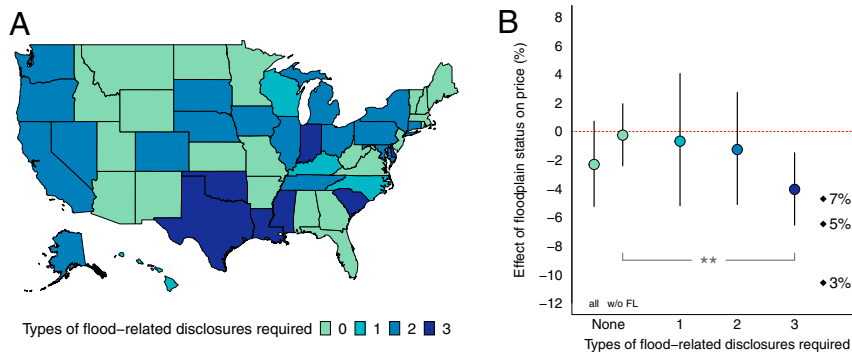 A
Types of flood−related disclosures required 0 1 2 3
B
Effect of floodplain status on price (%)
8
6
4
2
0
−2
−4
−6
−8
−10
−12
7%
5%
3%
**
all w/o FL
None 1 2 3
Types of flood−related disclosures required